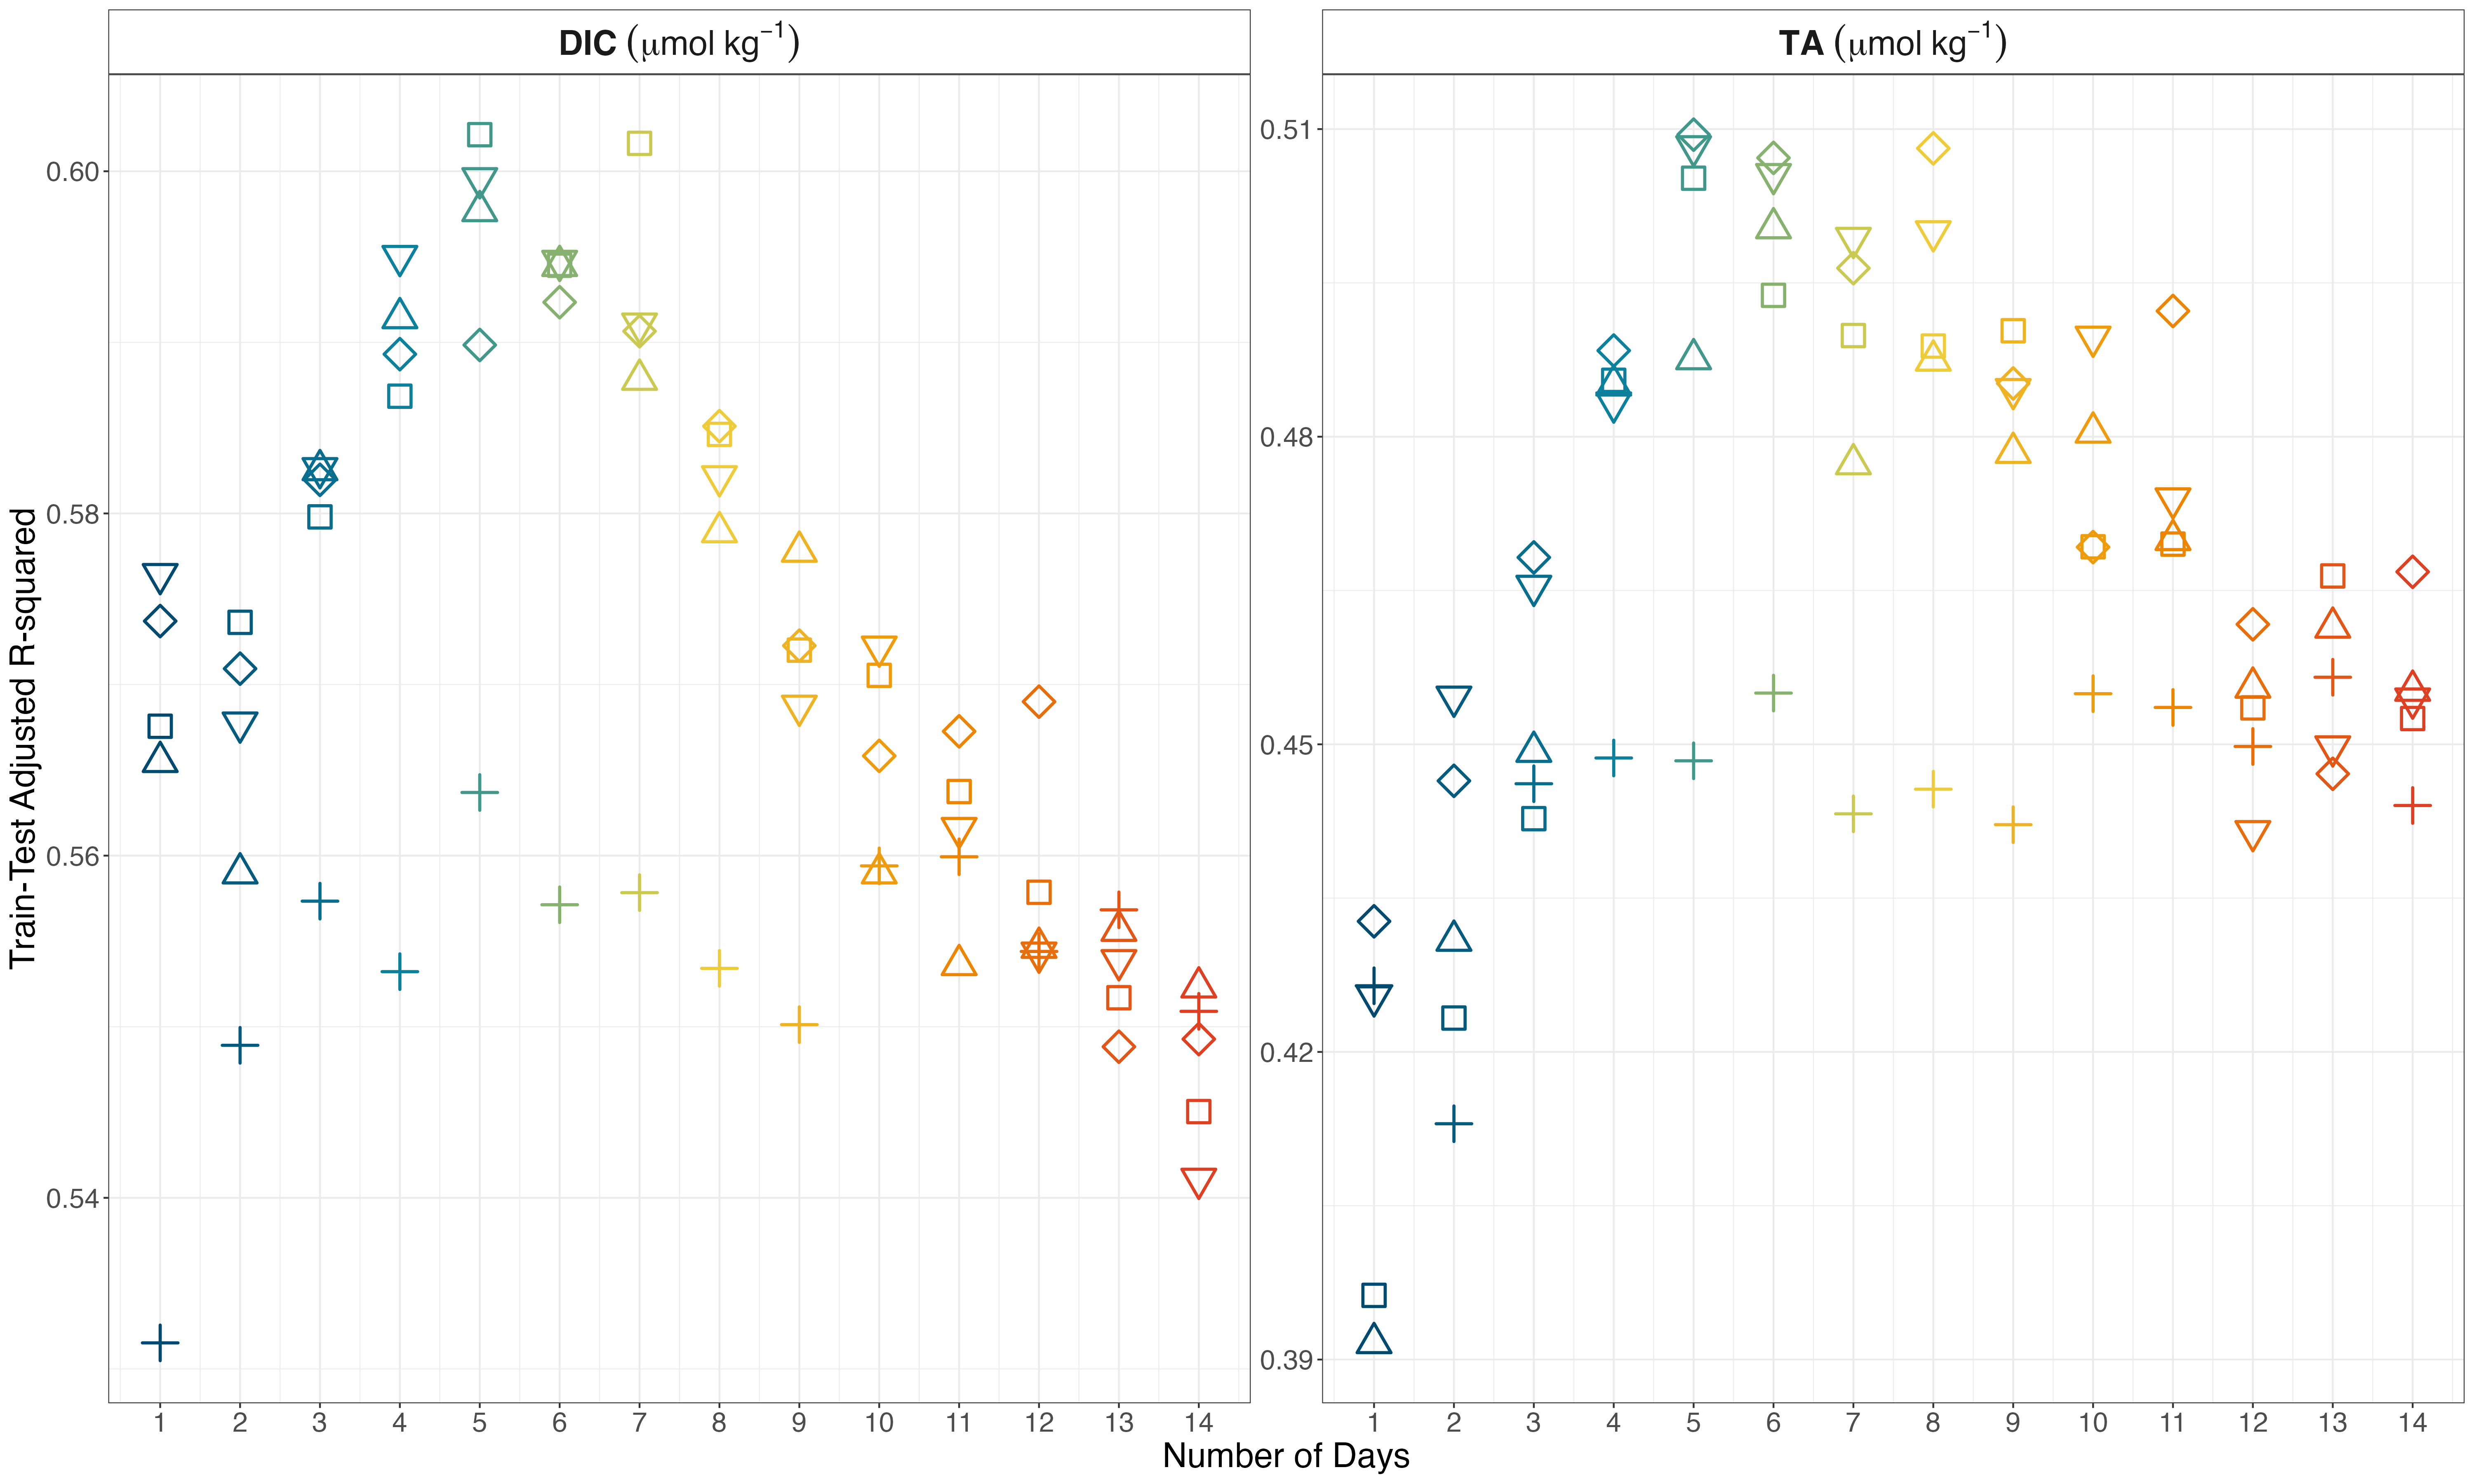 DIC (μmol kg⁻¹)
TA (μmol kg⁻¹)
Train-Test Adjusted R-squared
0.60
0.58
0.56
0.54
0.51
0.48
0.45
0.42
0.39
1 2 3 4 5 6 7 8 9 10 11 12 13 14
1 2 3 4 5 6 7 8 9 10 11 12 13 14
Number of Days